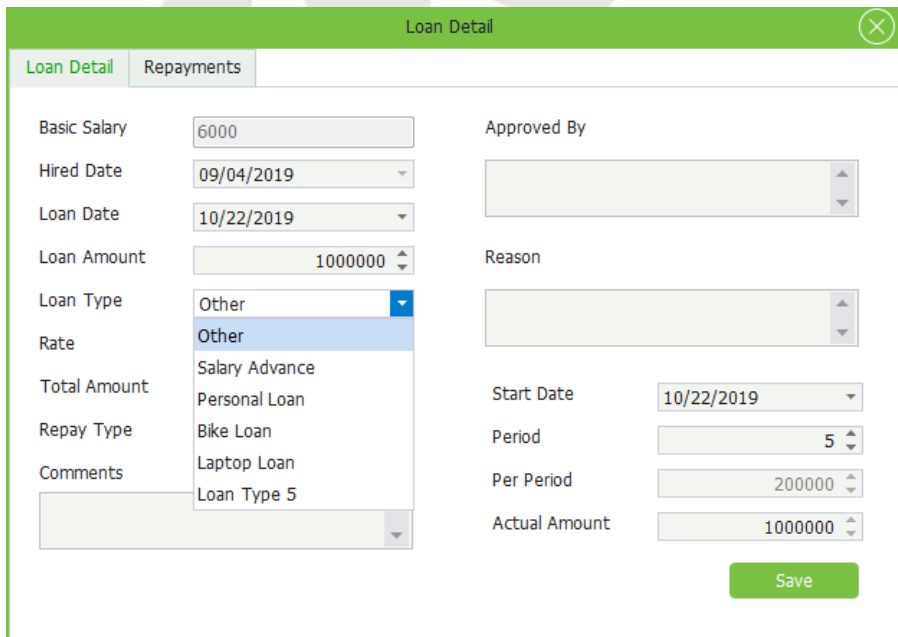 Loan Detail
Loan Detail
Repayments
Basic Salary
6000
Hired Date
09/04/2019
Loan Date
10/22/2019
Loan Amount
1000000
Loan Type
Other
Other
Salary Advance
Personal Loan
Bike Loan
Laptop Loan
Loan Type 5
Rate
Total Amount
Repay Type
Comments
Approved By
Reason
Start Date
10/22/2019
Period
5
Per Period
200000
Actual Amount
1000000
Save